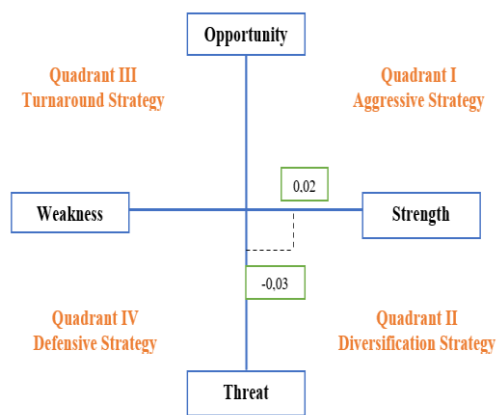 Opportunity
Quadrant III
Turnaround Strategy
Quadrant I
Aggressive Strategy
0,02
Weakness
Strength
-0,03
Quadrant IV
Defensive Strategy
Quadrant II
Diversification Strategy
Threat